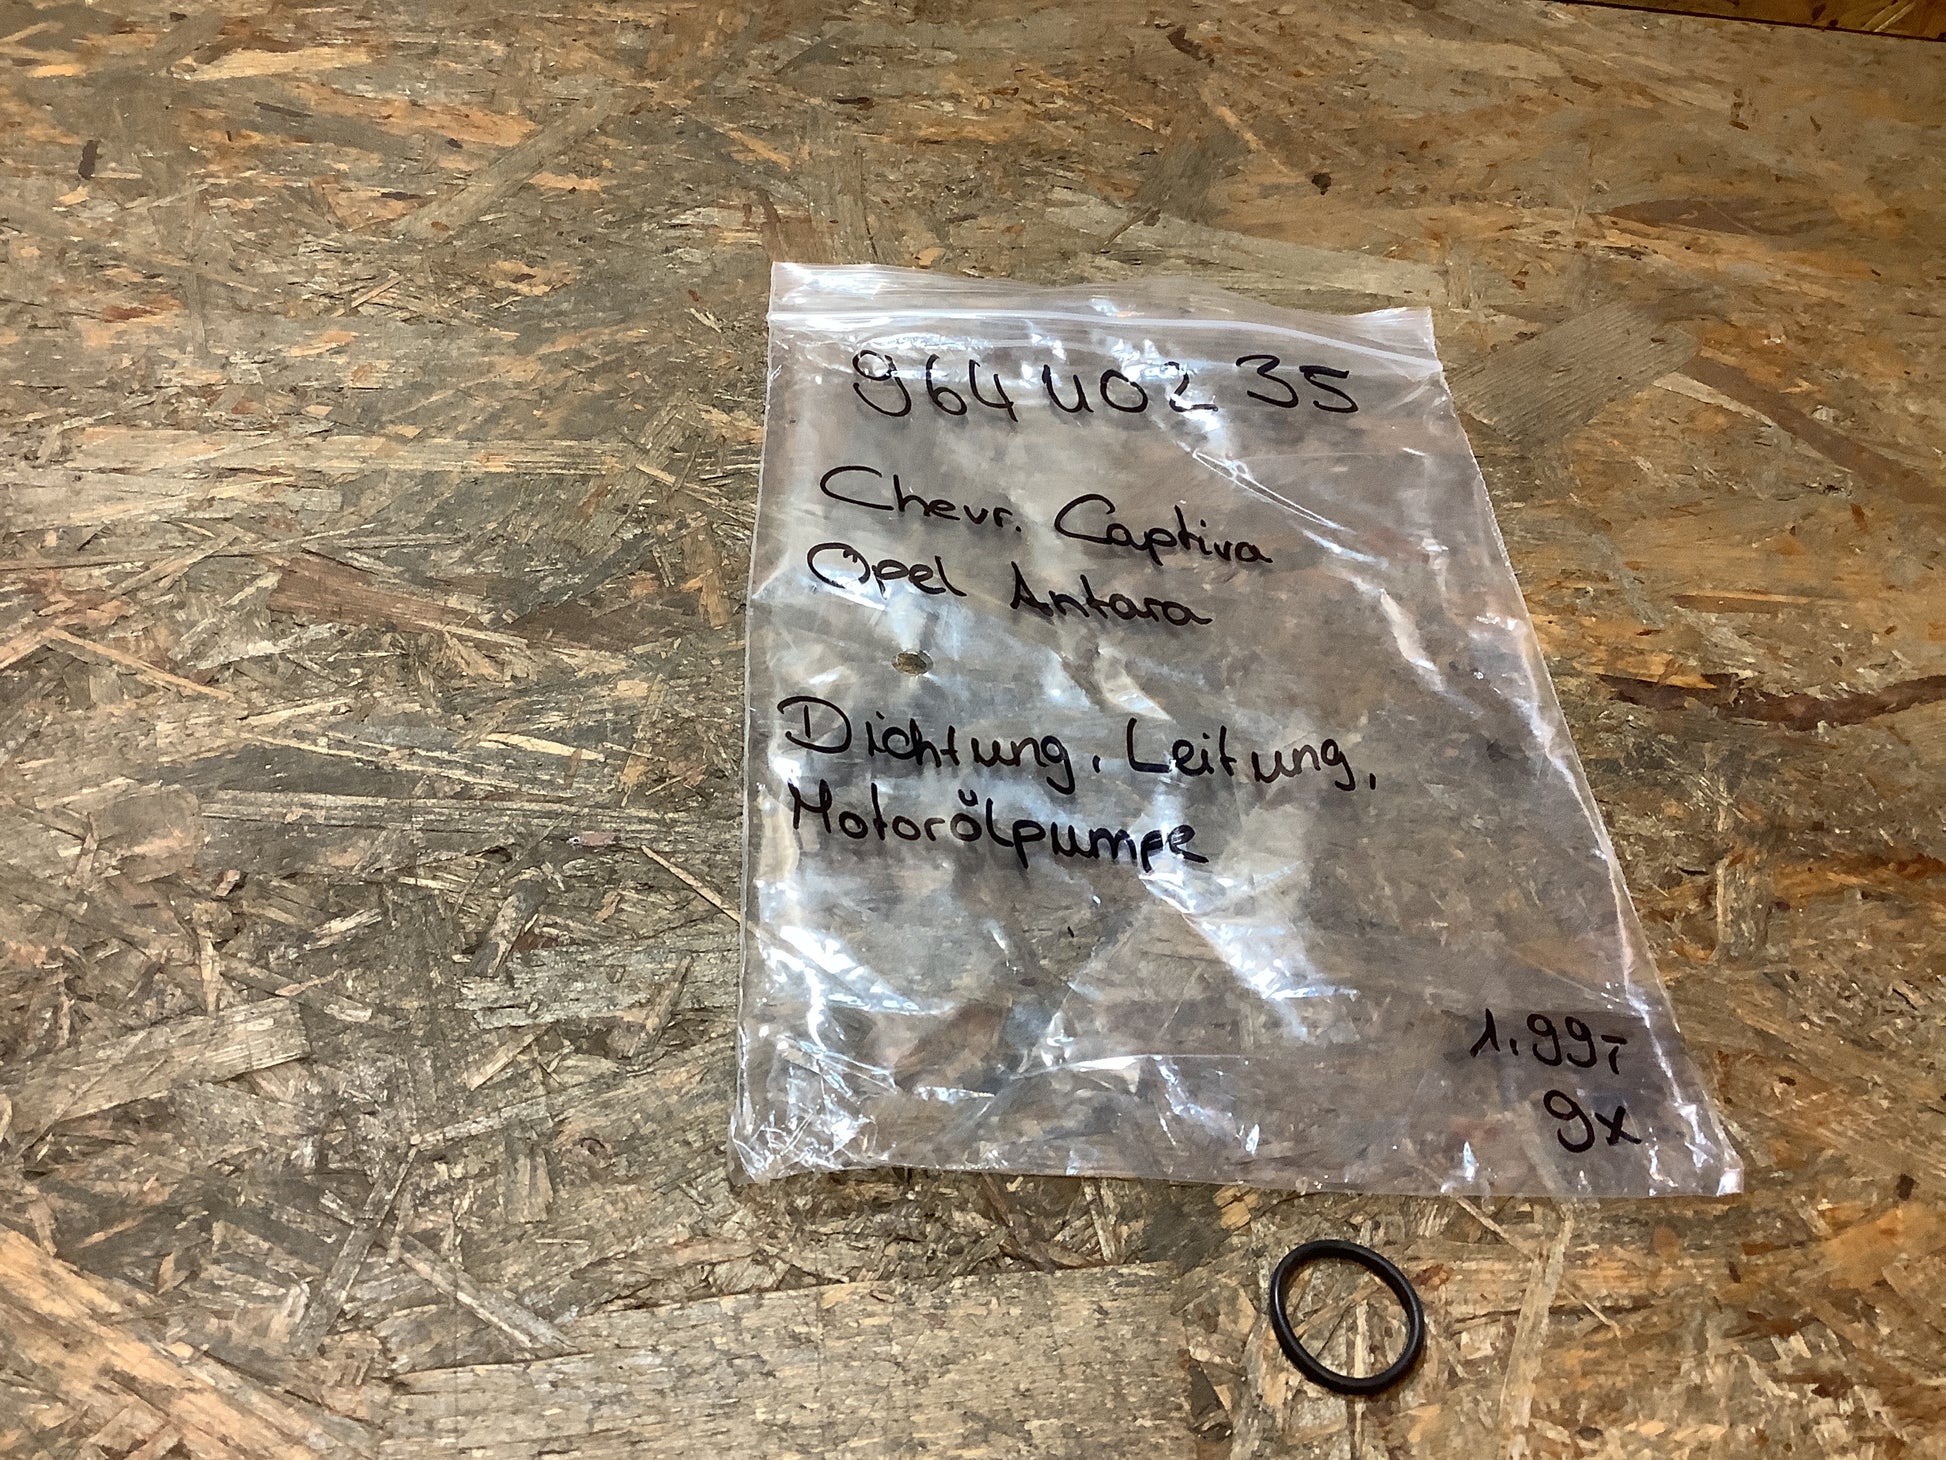 96440235
Chevr. Captiva
Opel Antara
Dichtung, Leitung,
Motorölpumpe
1.99,-
9x